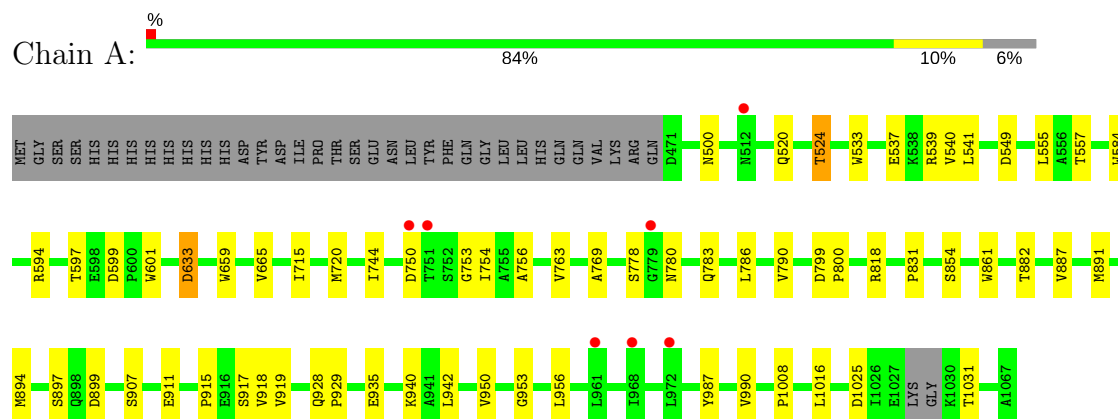 %
Chain A:
84% 10% 6%
MET GLY SER SER HIS HIS HIS HIS HIS HIS HIS HIS HIS HIS ASP TYR ASP ILE PRO THR SER GLU ASN LEU TYR PHE GLN GLY LEU LEU HIS GLN GLN VAL LYS ARG GLN D471 N500 N512 Q520 T524 W533 E537 K538 R539 V540 L541 D549 L555 A556 T557
R594 T597 E598 D599 P600 W601 D633 W659 V665 I715 M720 I744 D750 T751 S752 G753 I754 A755 A756 V763 A769 S778 G779 N780 Q783 L786 V790 D799 P800 R818 P831 S854 W861 T882 V887 M891
M894 S897 Q898 D899 S907 E911 P915 E916 S917 V918 V919 Q928 P929 E935 K940 A941 L942 V950 G953 L956 L961 I968 L972 Y987 V990 P1008 L1016 D1025 I1026 E1027 LYS GLY K1030 T1031 A1067